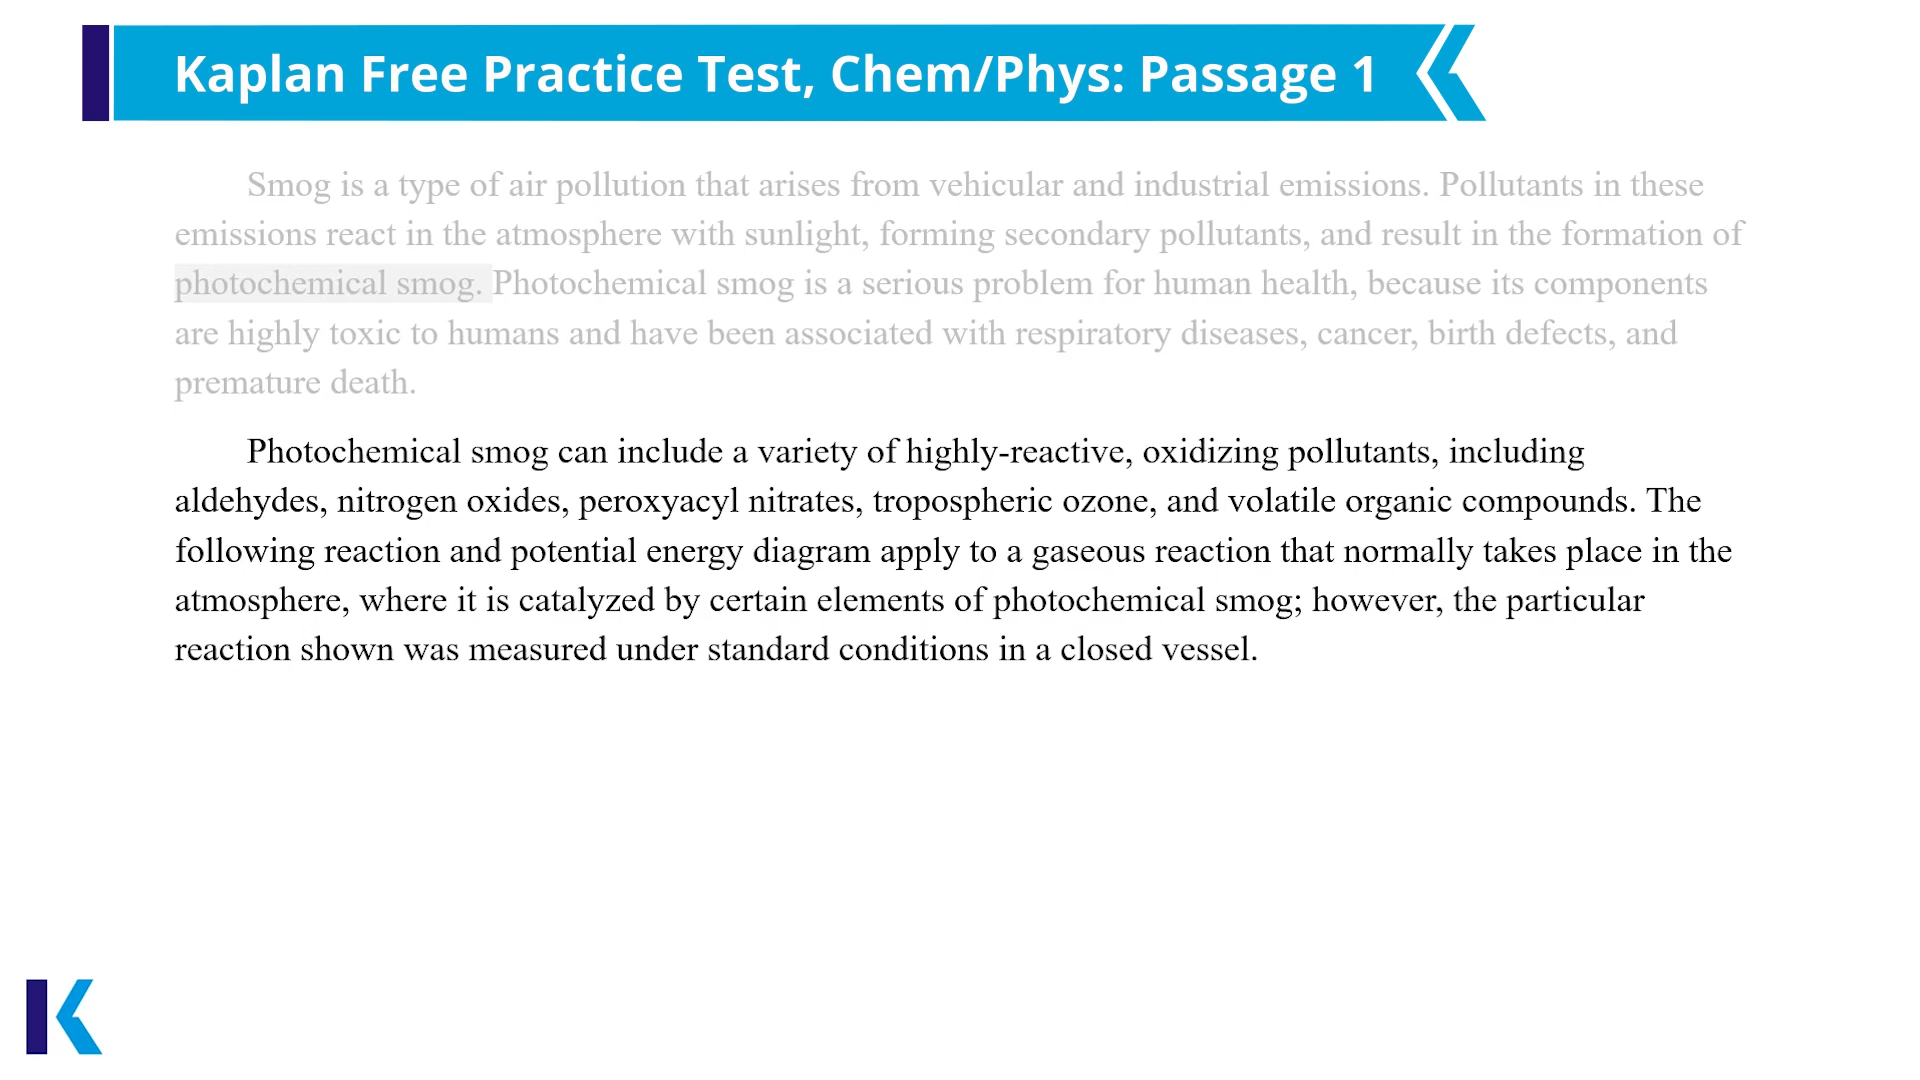 Kaplan Free Practice Test, Chem/Phys: Passage 1
Smog is a type of air pollution that arises from vehicular and industrial emissions. Pollutants in these
emissions react in the atmosphere with sunlight, forming secondary pollutants, and result in the formation of
photochemical smog. Photochemical smog is a serious problem for human health, because its components
are highly toxic to humans and have been associated with respiratory diseases, cancer, birth defects, and
premature death.
Photochemical smog can include a variety of highly-reactive, oxidizing pollutants, including
aldehydes, nitrogen oxides, peroxyacyl nitrates, tropospheric ozone, and volatile organic compounds. The
following reaction and potential energy diagram apply to a gaseous reaction that normally takes place in the
atmosphere, where it is catalyzed by certain elements of photochemical smog; however, the particular
reaction shown was measured under standard conditions in a closed vessel.
K